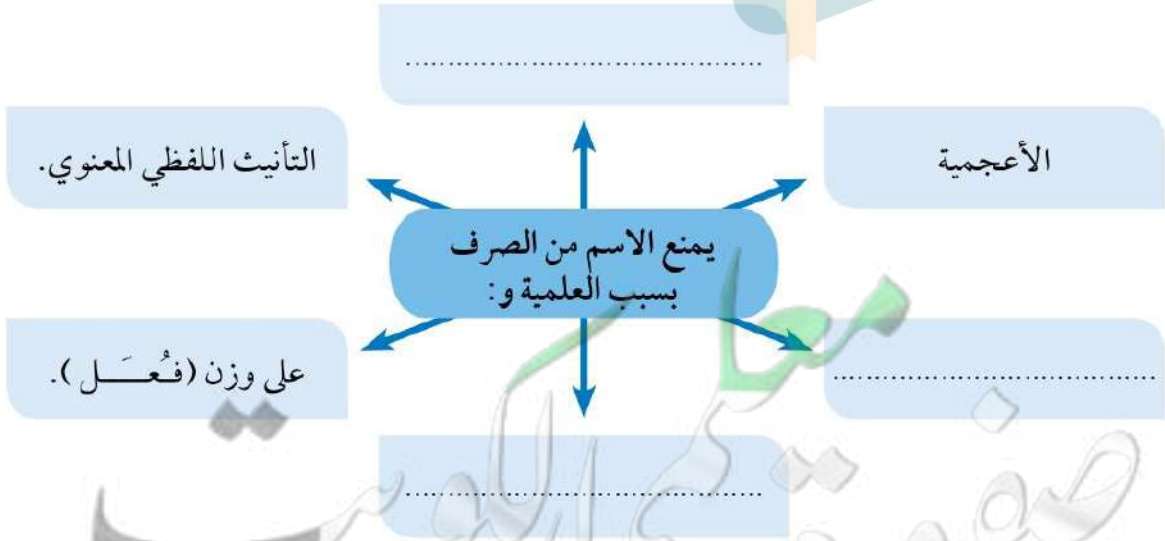 ........................................
الأعجمية
التأنيث اللفظي المعنوي.
يمنع الاسم من الصرف
بسبب العلمية و:
........................................
على وزن (فُعَـــل).
........................................